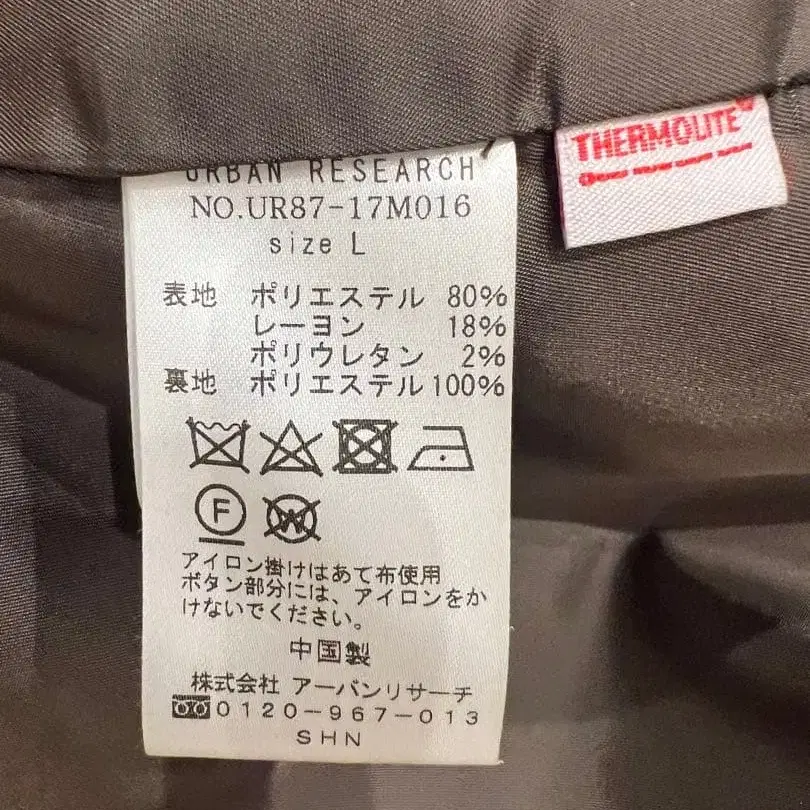 URBAN RESEARCH
NO.UR87-17M016
size L
表地 ポリエステル 80%
レーヨン 18%
ポリウレタン 2%
裏地 ポリエステル 100%
F
W
アイロン掛けはあて布使用
ボタン部分には、アイロンをか
けないでください。
中国製
株式会社 アーバンリサーチ
0120-967-013
SHN
THERMOLITE®